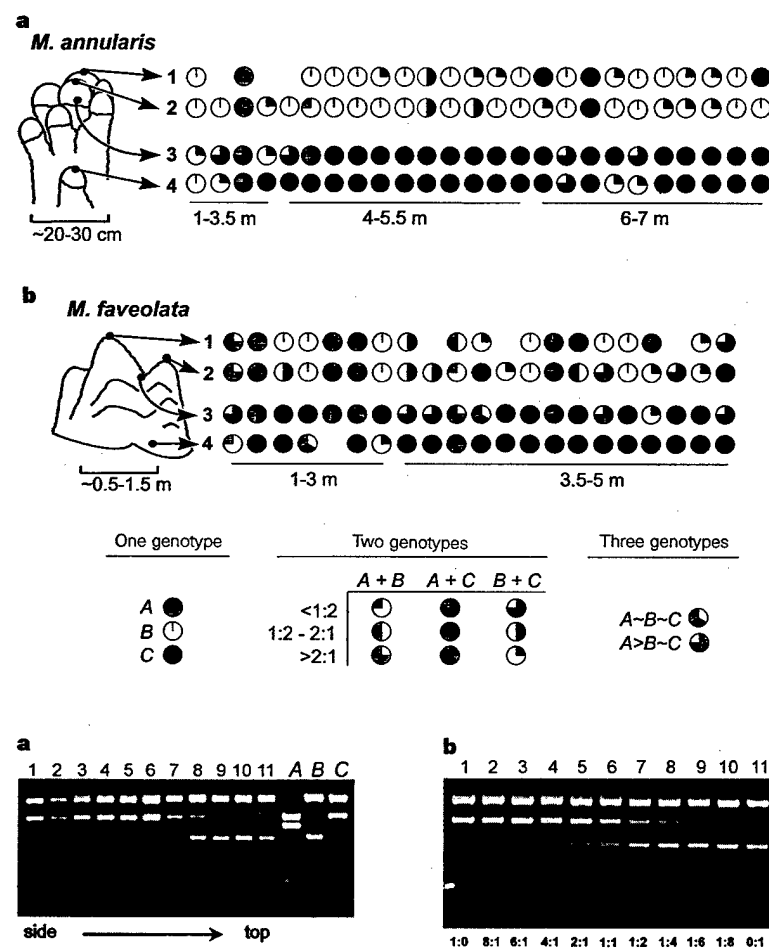 a
M. annularis
1
2
3
4
~20-30 cm
1-3.5 m
4-5.5 m
6-7 m
b
M. faveolata
1
2
3
4
~0.5-1.5 m
1-3 m
3.5-5 m
One genotype
Two genotypes
Three genotypes
A + B A + C B + C
A
B
C
<1:2
1:2 - 2:1
>2:1
A~B~C
A>B~C
a
1 2 3 4 5 6 7 8 9 10 11 A B C
side top
b
1 2 3 4 5 6 7 8 9 10 11
1:0 8:1 6:1 4:1 2:1 1:1 1:2 1:4 1:6 1:8 0:1